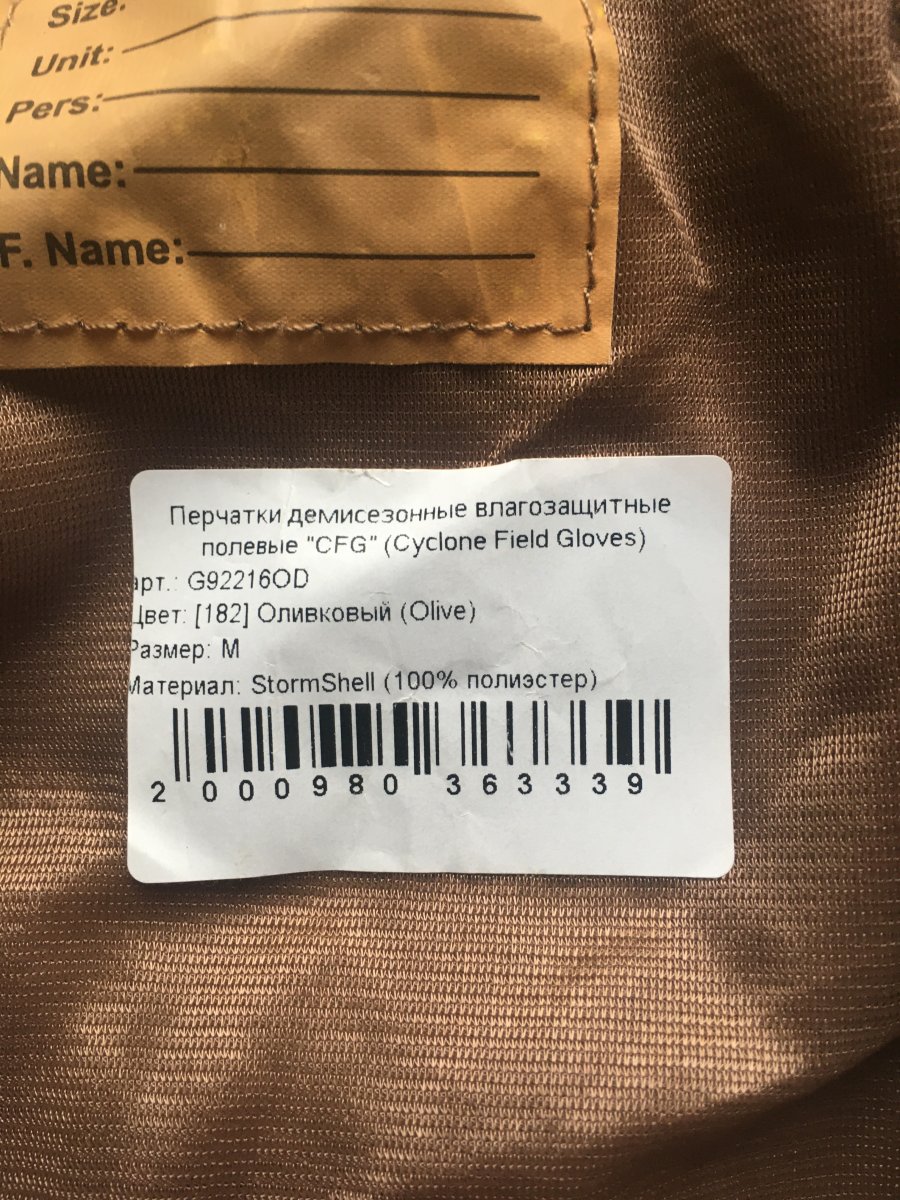 Size:
Unit:
Pers:
Name:
F. Name:
Перчатки демисезонные влагозащитные
полевые "CFG" (Cyclone Field Gloves)
арт.: G92216OD
Цвет: [182] Оливковый (Olive)
Размер: M
Материал: StormShell (100% полиэстер)
2 000980 363339